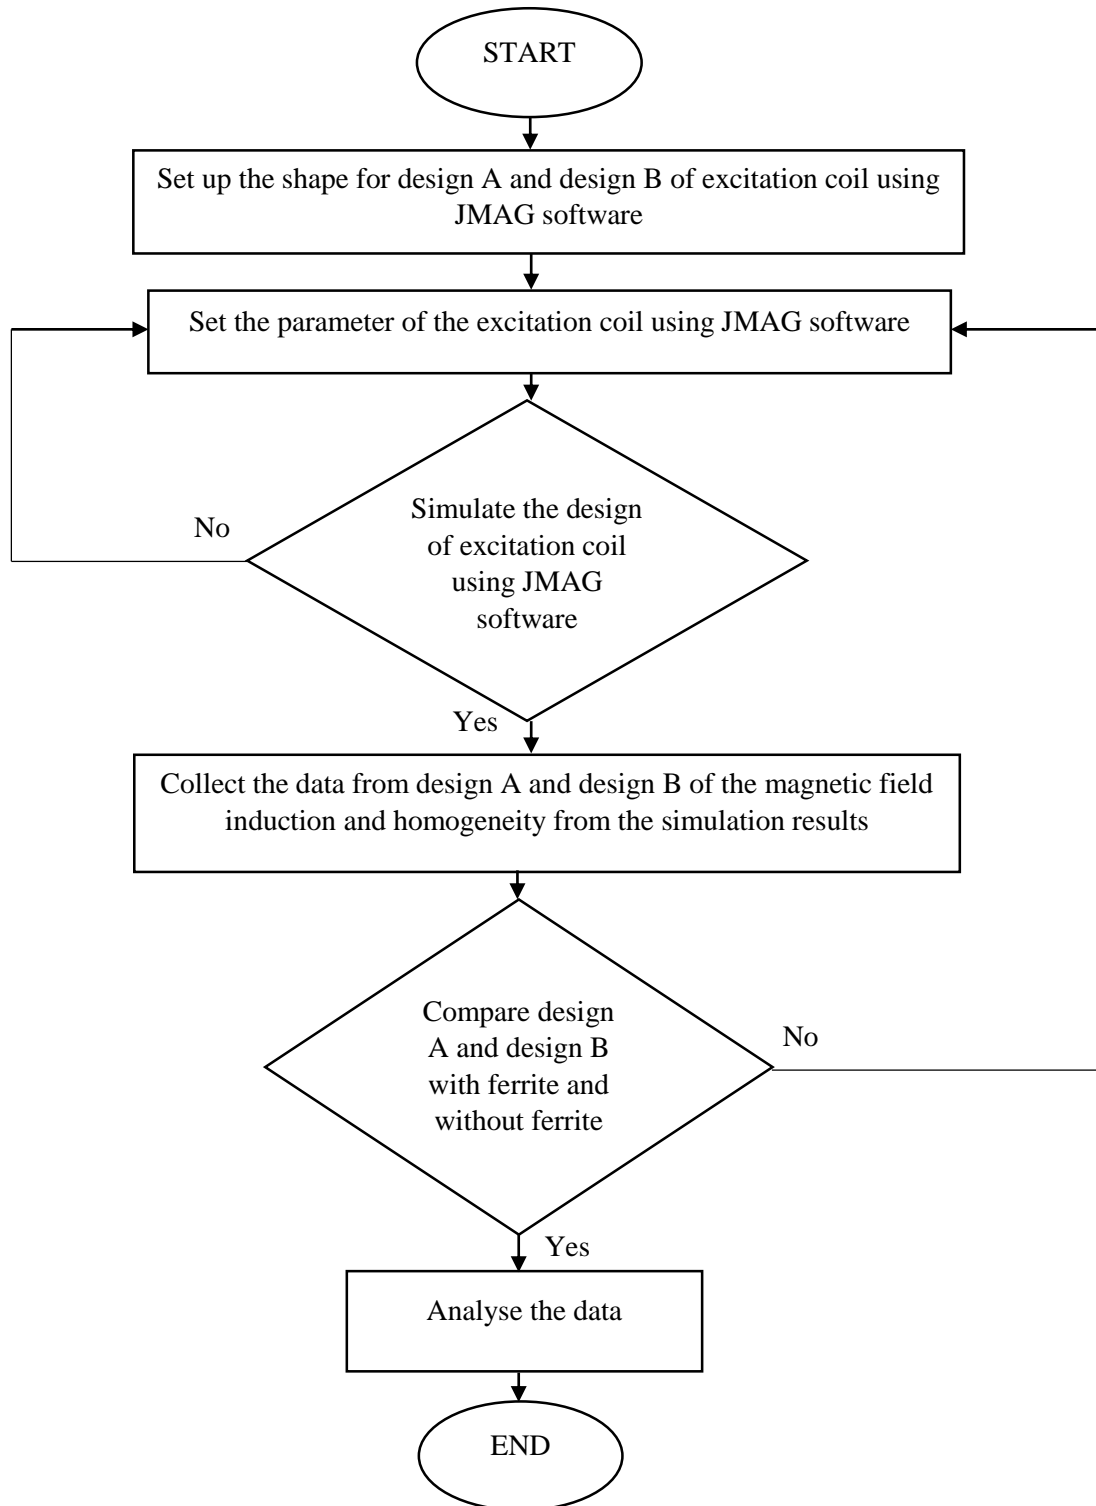 START
Set up the shape for design A and design B of excitation coil using
JMAG software
Set the parameter of the excitation coil using JMAG software
Simulate the design
of excitation coil
using JMAG
software
No
Yes
Collect the data from design A and design B of the magnetic field
induction and homogeneity from the simulation results
Compare design
A and design B
with ferrite and
without ferrite
No
Yes
Analyse the data
END